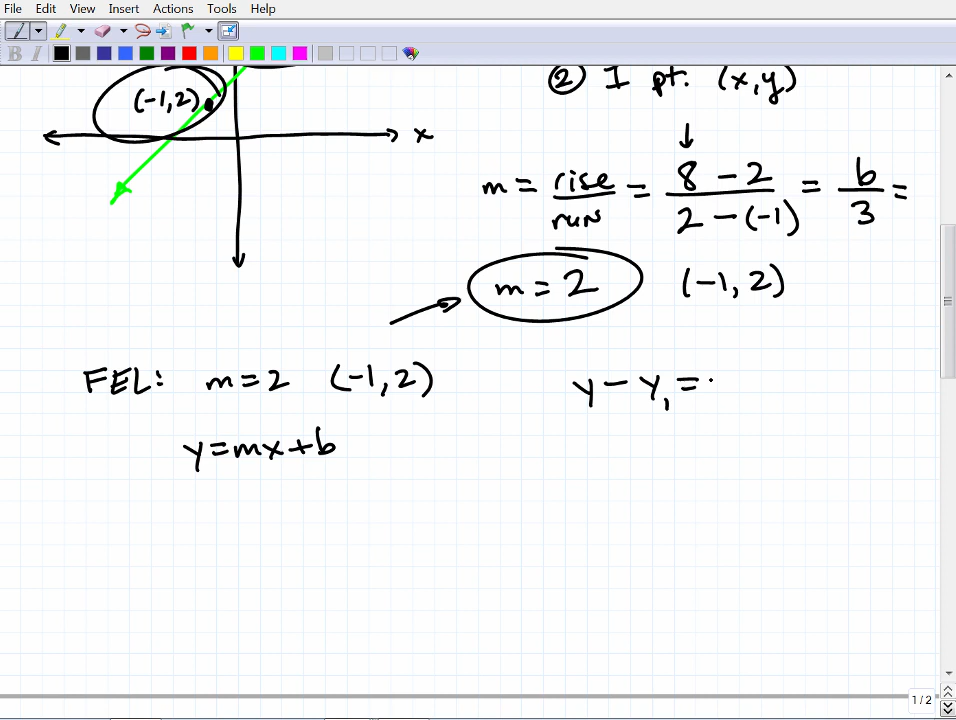 File Edit View Insert Actions Tools Help
B I U
② 1 pt. (x,y)
(-1,2)
x
m = rise/run = 8 - 2 / 2 - (-1) = 6/3 =
m = 2 (-1, 2)
FEL: m = 2 (-1, 2)
y - y₁ =
y = mx + b
1 / 2